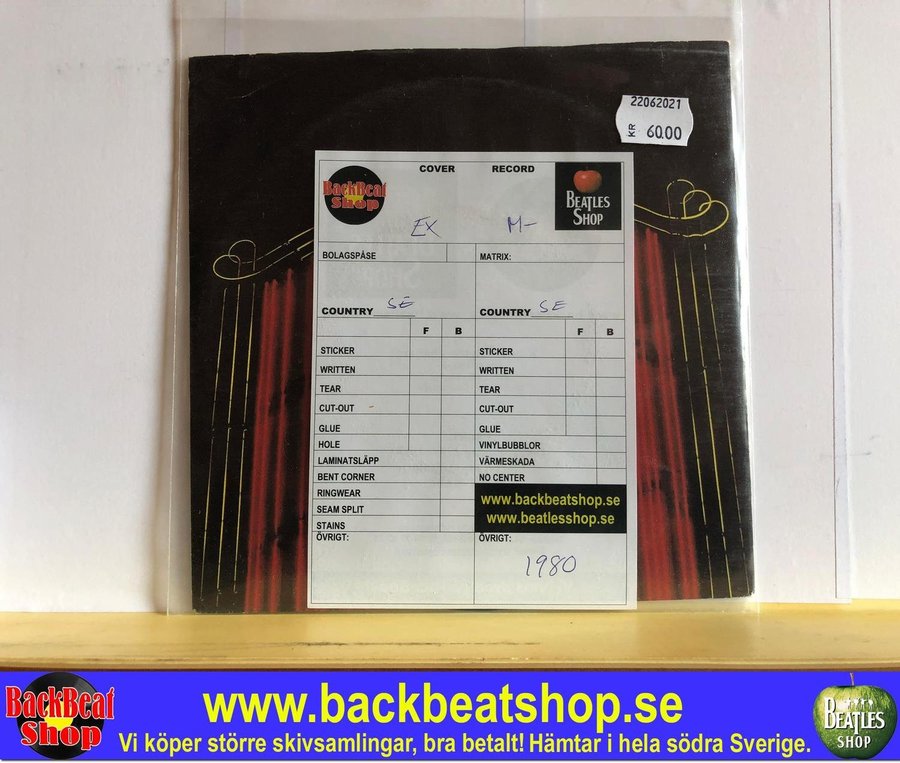 22062021
KR 60.00
COVER RECORD
BackBeat Shop
BEATLES SHOP
EX M-
BOLAGSPÅSE MATRIX:
COUNTRY SE COUNTRY SE
F B F B
STICKER STICKER
WRITTEN WRITTEN
TEAR TEAR
CUT-OUT CUT-OUT
GLUE GLUE
HOLE VINYLBUBBLOR
LAMINATSLÄPP VÄRMESKADA
BENT CORNER NO CENTER
RINGWEAR
www.backbeatshop.se
SEAM SPLIT
www.beatlesshop.se
STAINS
ÖVRIGT: ÖVRIGT:
1980
BackBeat Shop
www.backbeatshop.se
Vi köper större skivsamlingar, bra betalt! Hämtar i hela södra Sverige.
BEATLES SHOP